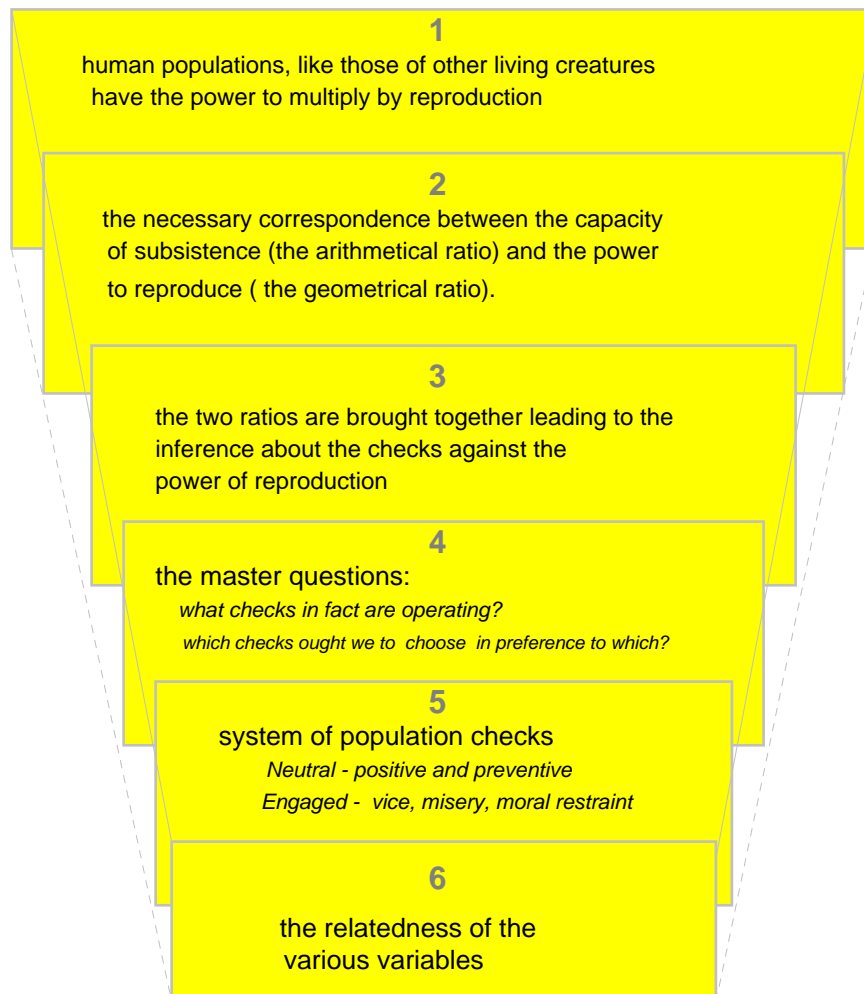 1
human populations, like those of other living creatures
have the power to multiply by reproduction
2
the necessary correspondence between the capacity
of subsistence (the arithmetical ratio) and the power
to reproduce ( the geometrical ratio).
3
the two ratios are brought together leading to the
inference about the checks against the
power of reproduction
4
the master questions:
what checks in fact are operating?
which checks ought we to choose in preference to which?
5
system of population checks
Neutral - positive and preventive
Engaged - vice, misery, moral restraint
6
the relatedness of the
various variables